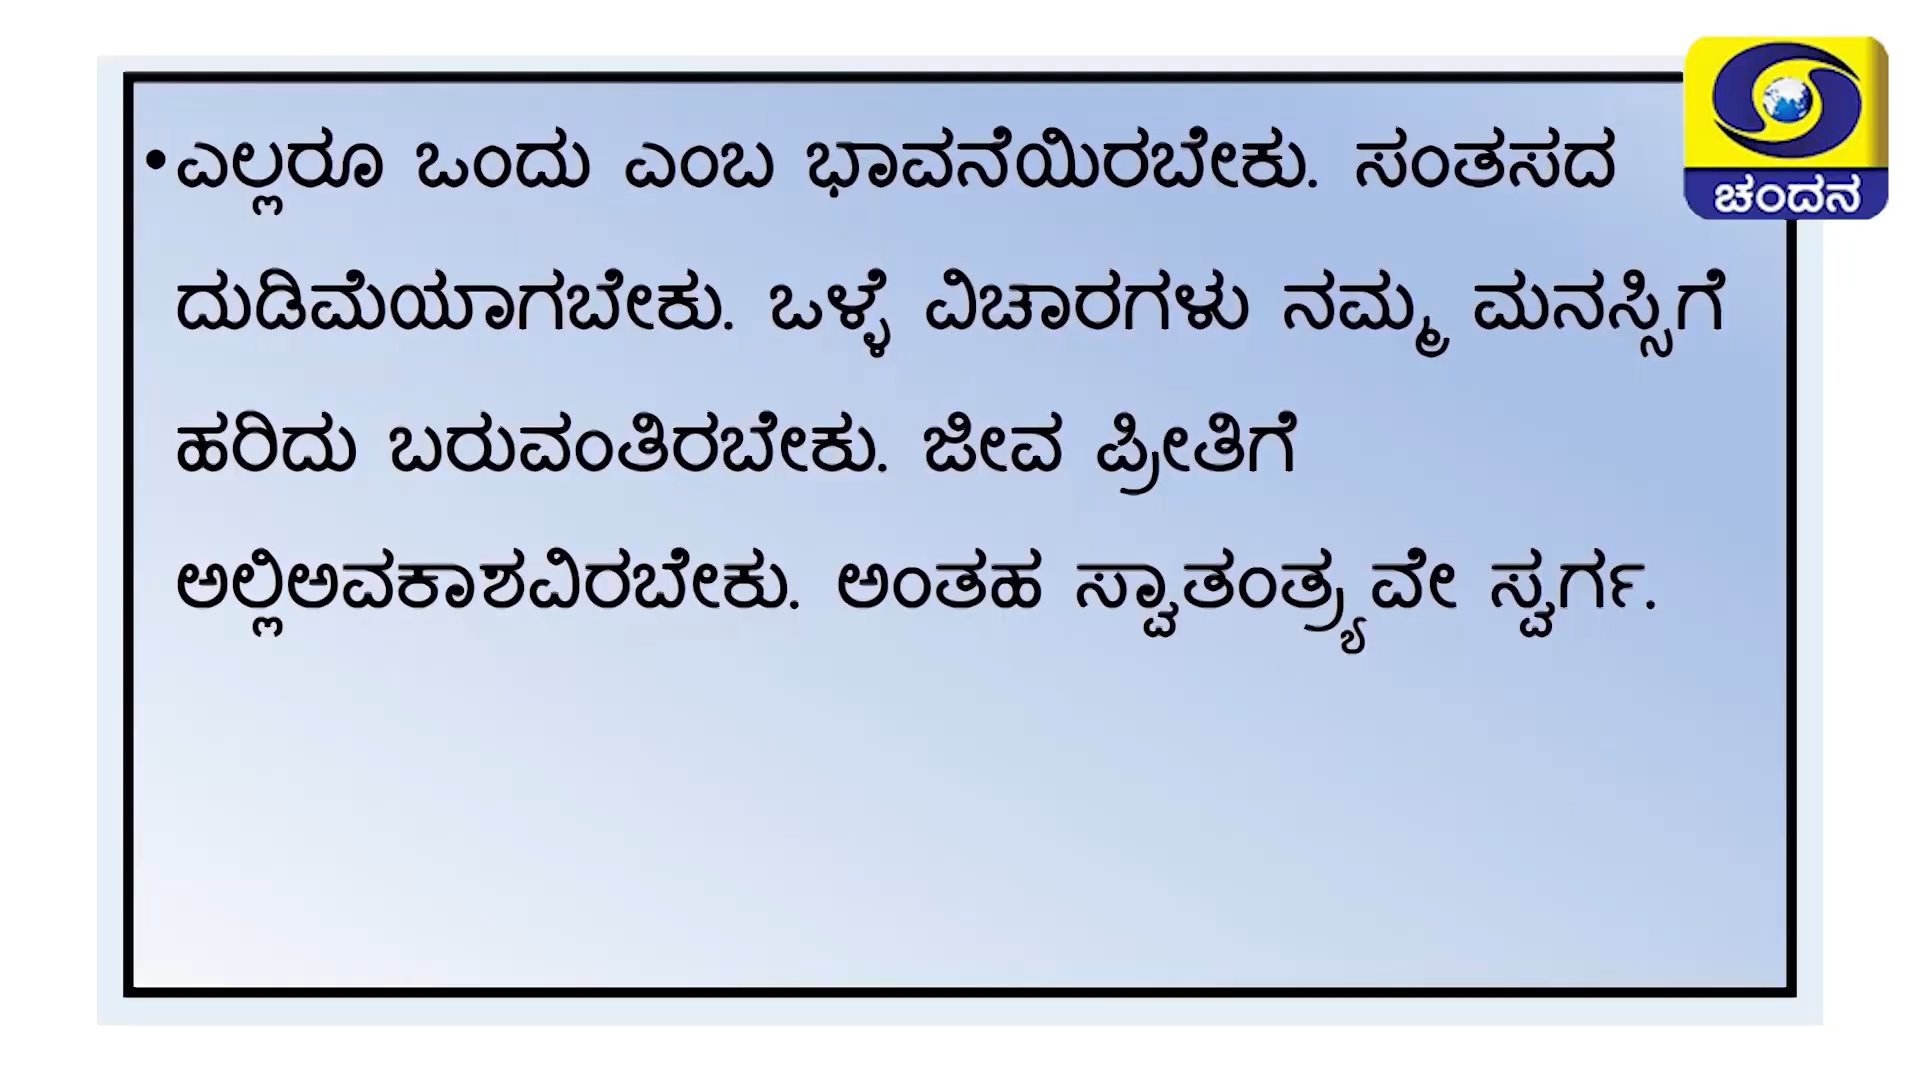 •ಎಲ್ಲರೂ ಒಂದು ಎಂಬ ಭಾವನೆಯಿರಬೇಕು. ಸಂತಸದ
ದುಡಿಮೆಯಾಗಬೇಕು. ಒಳ್ಳೆ ವಿಚಾರಗಳು ನಮ್ಮ ಮನಸ್ಸಿಗೆ
ಹರಿದು ಬರುವಂತಿರಬೇಕು. ಜೀವ ಪ್ರೀತಿಗೆ
ಅಲ್ಲಿಅವಕಾಶವಿರಬೇಕು. ಅಂತಹ ಸ್ವಾತಂತ್ರ್ಯವೇ ಸ್ವರ್ಗ.
ಚಂದನ